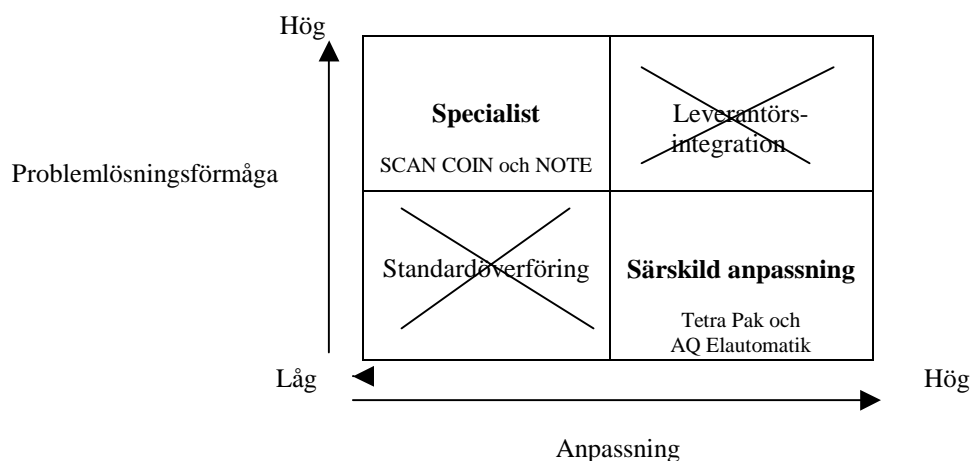 Hög
Specialist
SCAN COIN och NOTE
Leverantörs-
integration
Problemlösningsförmåga
Standardöverföring
Särskild anpassning
Tetra Pak och
AQ Elautomatik
Låg
Hög
Anpassning